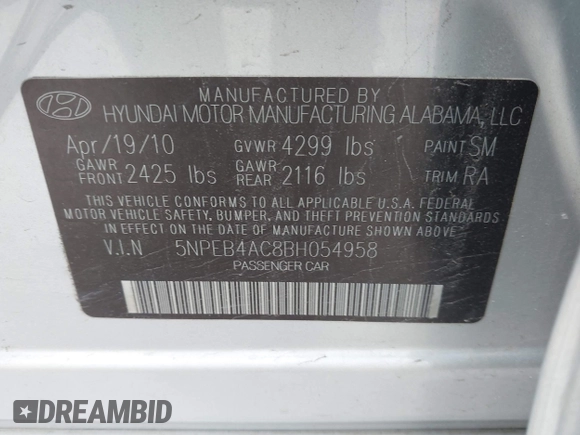 MANUFACTURED BY
HYUNDAI MOTOR MANUFACTURING ALABAMA, LLC
Apr/19/10 GVWR 4299 lbs PAINT SM
GAWR FRONT 2425 lbs GAWR REAR 2116 lbs TRIM RA
THIS VEHICLE CONFORMS TO ALL APPLICABLE U.S.A. FEDERAL
MOTOR VEHICLE SAFETY, BUMPER, AND THEFT PREVENTION STANDARDS
IN EFFECT ON THE DATE OF MANUFACTURE SHOWN ABOVE.
V.I.N 5NPEB4AC8BH054958
PASSENGER CAR
DREAMBID